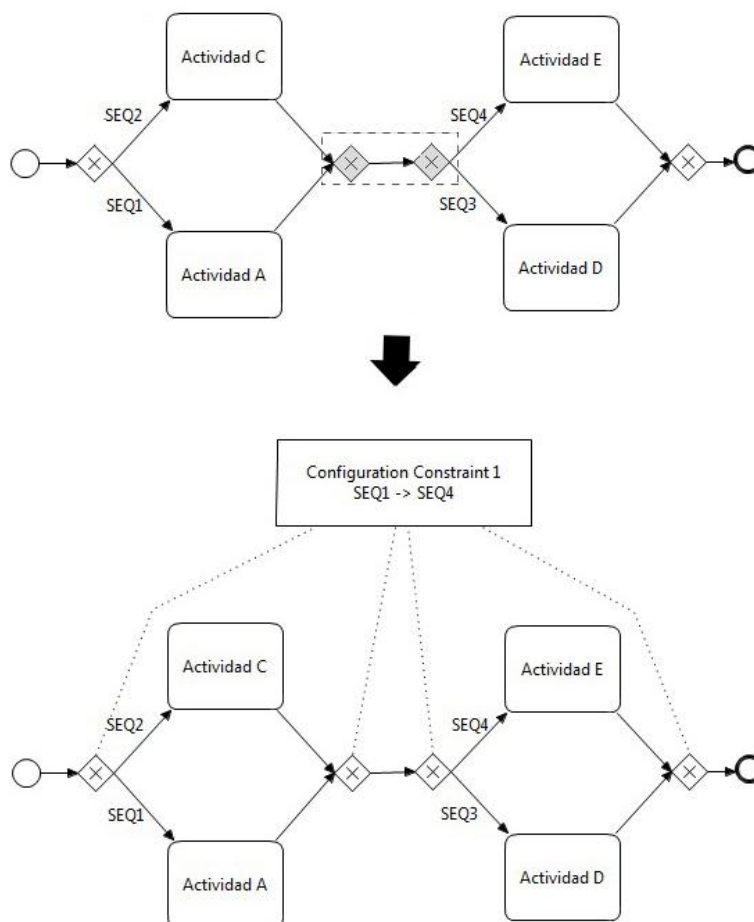 Actividad C
Actividad E
SEQ2
SEQ4
SEQ1
SEQ3
Actividad A
Actividad D
Configuration Constraint 1
SEQ1 -> SEQ4
Actividad C
Actividad E
SEQ2
SEQ4
SEQ1
SEQ3
Actividad A
Actividad D